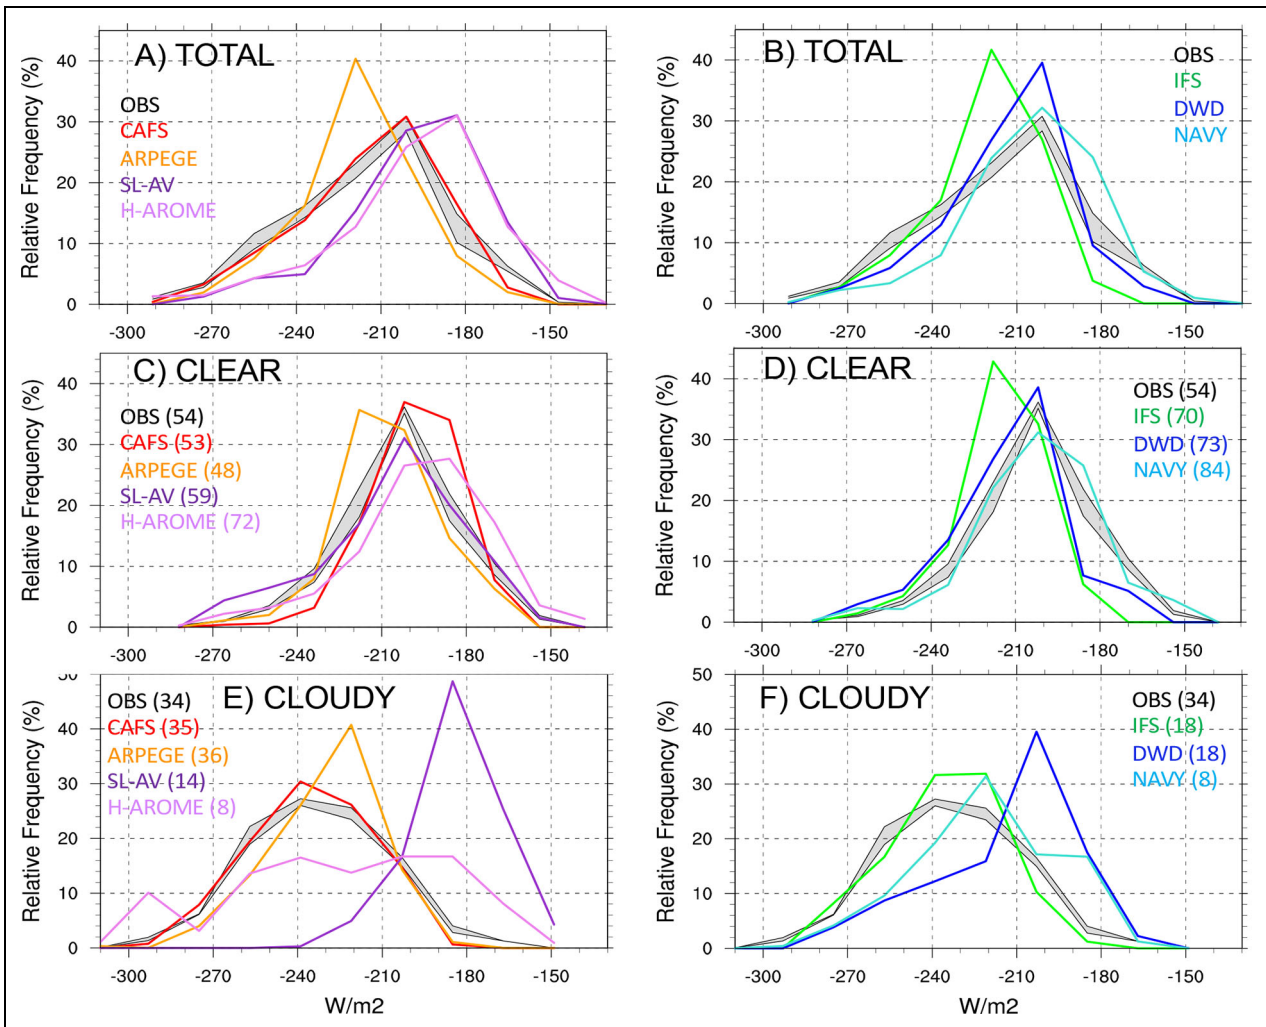 A) TOTAL
OBS
CAFS
ARPEGE
SL-AV
H-AROME
Relative Frequency (%)
40
30
20
10
0
-300 -270 -240 -210 -180 -150
B) TOTAL
OBS
IFS
DWD
NAVY
Relative Frequency (%)
40
30
20
10
0
-300 -270 -240 -210 -180 -150
C) CLEAR
OBS (54)
CAFS (53)
ARPEGE (48)
SL-AV (59)
H-AROME (72)
Relative Frequency (%)
40
30
20
10
0
-300 -270 -240 -210 -180 -150
D) CLEAR
OBS (54)
IFS (70)
DWD (73)
NAVY (84)
Relative Frequency (%)
40
30
20
10
0
-300 -270 -240 -210 -180 -150
E) CLOUDY
OBS (34)
CAFS (35)
ARPEGE (36)
SL-AV (14)
H-AROME (8)
Relative Frequency (%)
50
40
30
20
10
0
-300 -270 -240 -210 -180 -150
W/m2
F) CLOUDY
OBS (34)
IFS (18)
DWD (18)
NAVY (8)
Relative Frequency (%)
50
40
30
20
10
0
-300 -270 -240 -210 -180 -150
W/m2